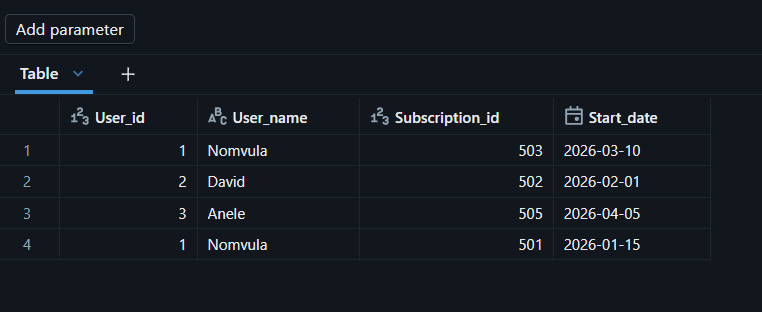 Add parameter
Table
User_id User_name Subscription_id Start_date
1 1 Nomvula 503 2026-03-10
2 2 David 502 2026-02-01
3 3 Anele 505 2026-04-05
4 1 Nomvula 501 2026-01-15